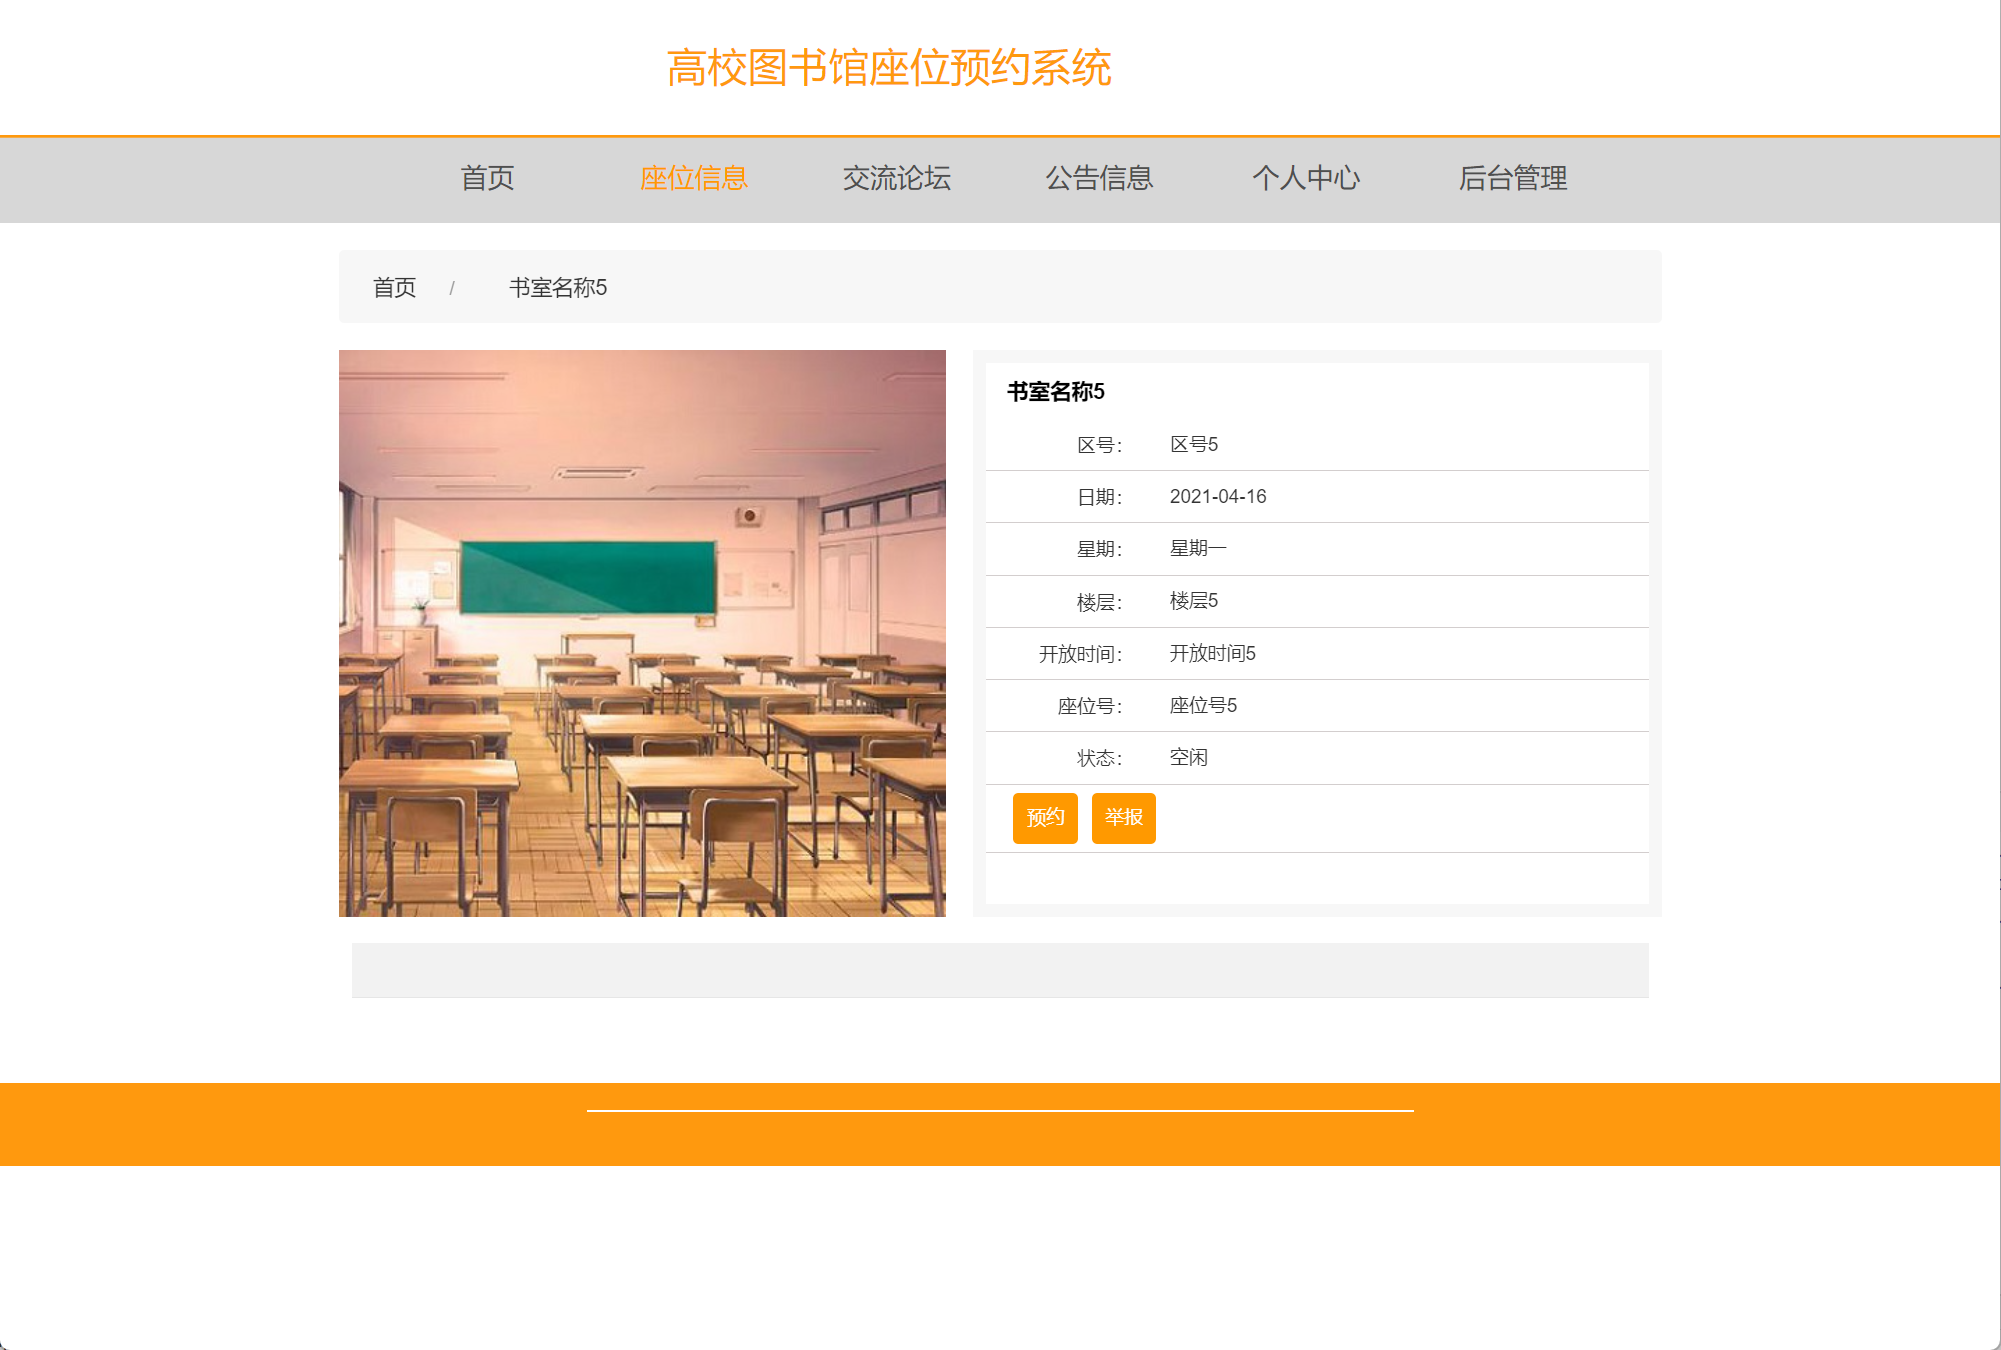 高校图书馆座位预约系统
首页 座位信息 交流论坛 公告信息 个人中心 后台管理
首页 / 书室名称5
书室名称5
区号： 区号5
日期： 2021-04-16
星期： 星期一
楼层： 楼层5
开放时间： 开放时间5
座位号： 座位号5
状态： 空闲
预约 举报